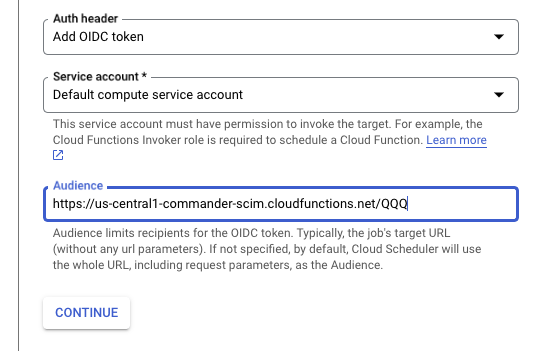 Auth header
Add OIDC token
Service account *
Default compute service account
This service account must have permission to invoke the target. For example, the
Cloud Functions Invoker role is required to schedule a Cloud Function. Learn more
Audience
https://us-central1-commander-scim.cloudfunctions.net/QQQ
Audience limits recipients for the OIDC token. Typically, the job's target URL
(without any url parameters). If not specified, by default, Cloud Scheduler will use
the whole URL, including request parameters, as the Audience.
CONTINUE